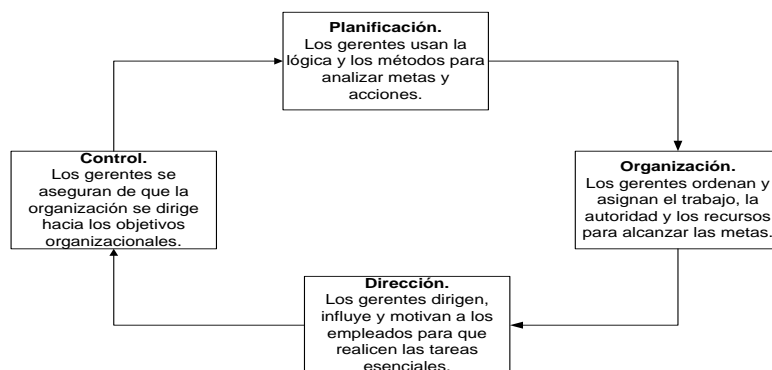 Planificación.
Los gerentes usan la
lógica y los métodos para
analizar metas y
acciones.
Control.
Los gerentes se
aseguran de que la
organización se dirige
hacia los objetivos
organizacionales.
Organización.
Los gerentes ordenan y
asignan el trabajo, la
autoridad y los recursos
para alcanzar las metas.
Dirección.
Los gerentes dirigen,
influye y motivan a los
empleados para que
realicen las tareas
esenciales.